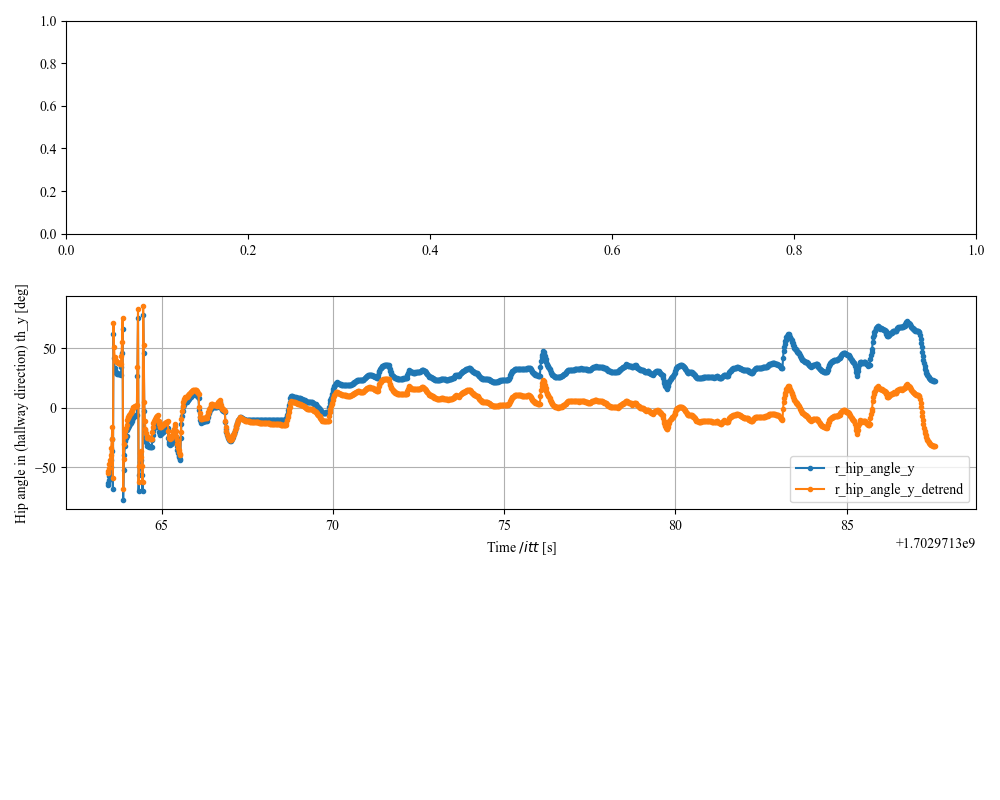 1.0
0.8
0.6
0.4
0.2
0.0
0.0 0.2 0.4 0.6 0.8 1.0
Hip angle in (hallway direction) th_y [deg]
50
0
−50
r_hip_angle_y
r_hip_angle_y_detrend
65 70 75 80 85
Time /itt [s]
+1.7029713e9